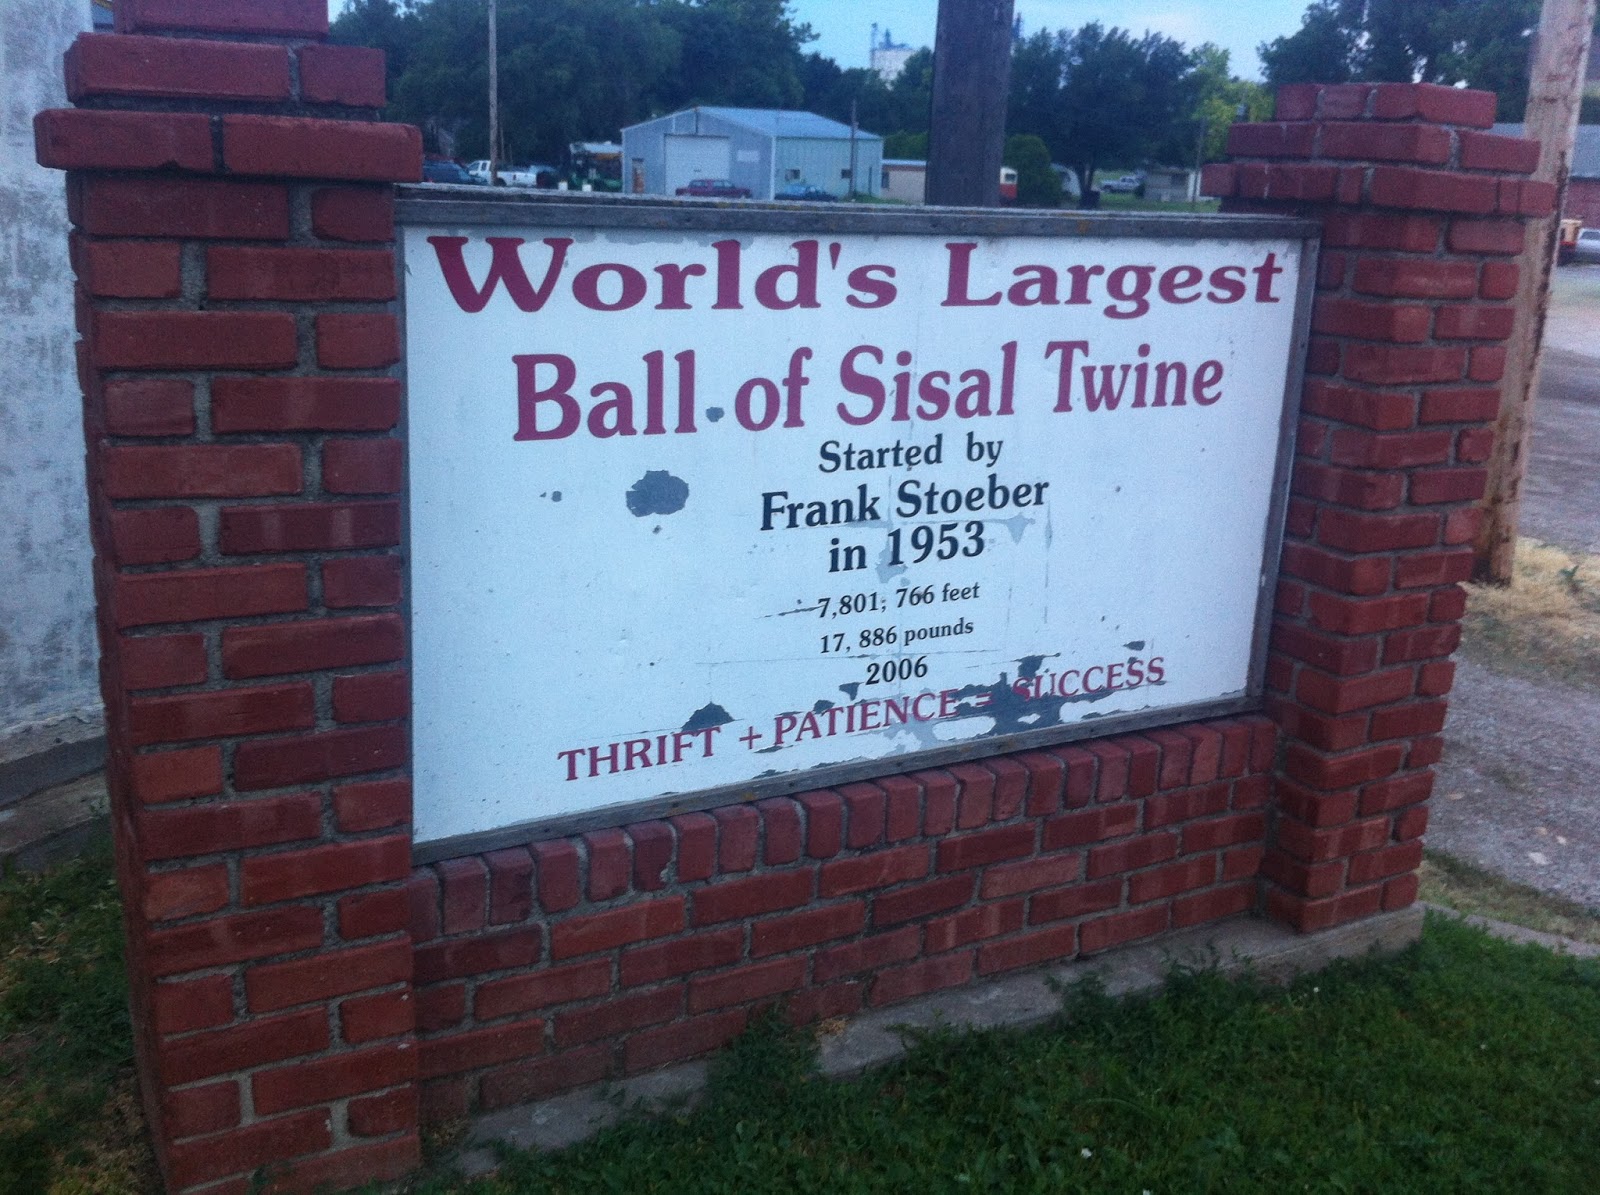 World's Largest
Ball of Sisal Twine
Started by
Frank Stoeber
in 1953
7,801, 766 feet
17, 886 pounds
2006
THRIFT + PATIENCE = SUCCESS